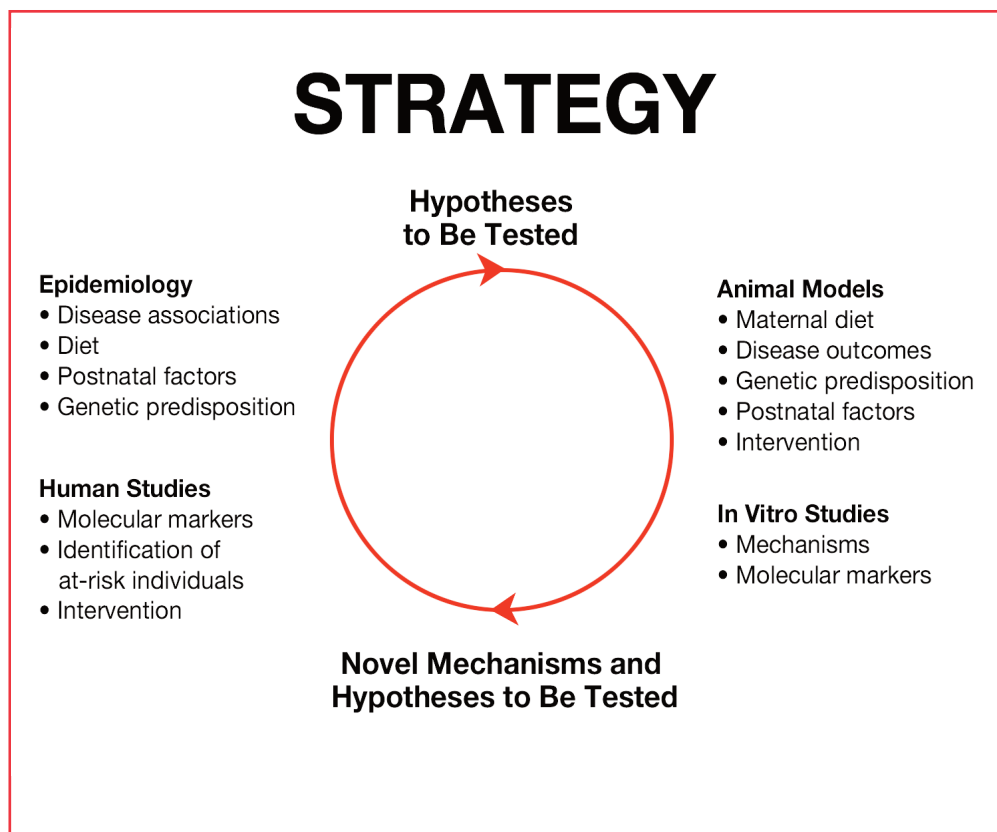 STRATEGY
Hypotheses
to Be Tested
Epidemiology
• Disease associations
• Diet
• Postnatal factors
• Genetic predisposition
Human Studies
• Molecular markers
• Identification of
at-risk individuals
• Intervention
Animal Models
• Maternal diet
• Disease outcomes
• Genetic predisposition
• Postnatal factors
• Intervention
In Vitro Studies
• Mechanisms
• Molecular markers
Novel Mechanisms and
Hypotheses to Be Tested